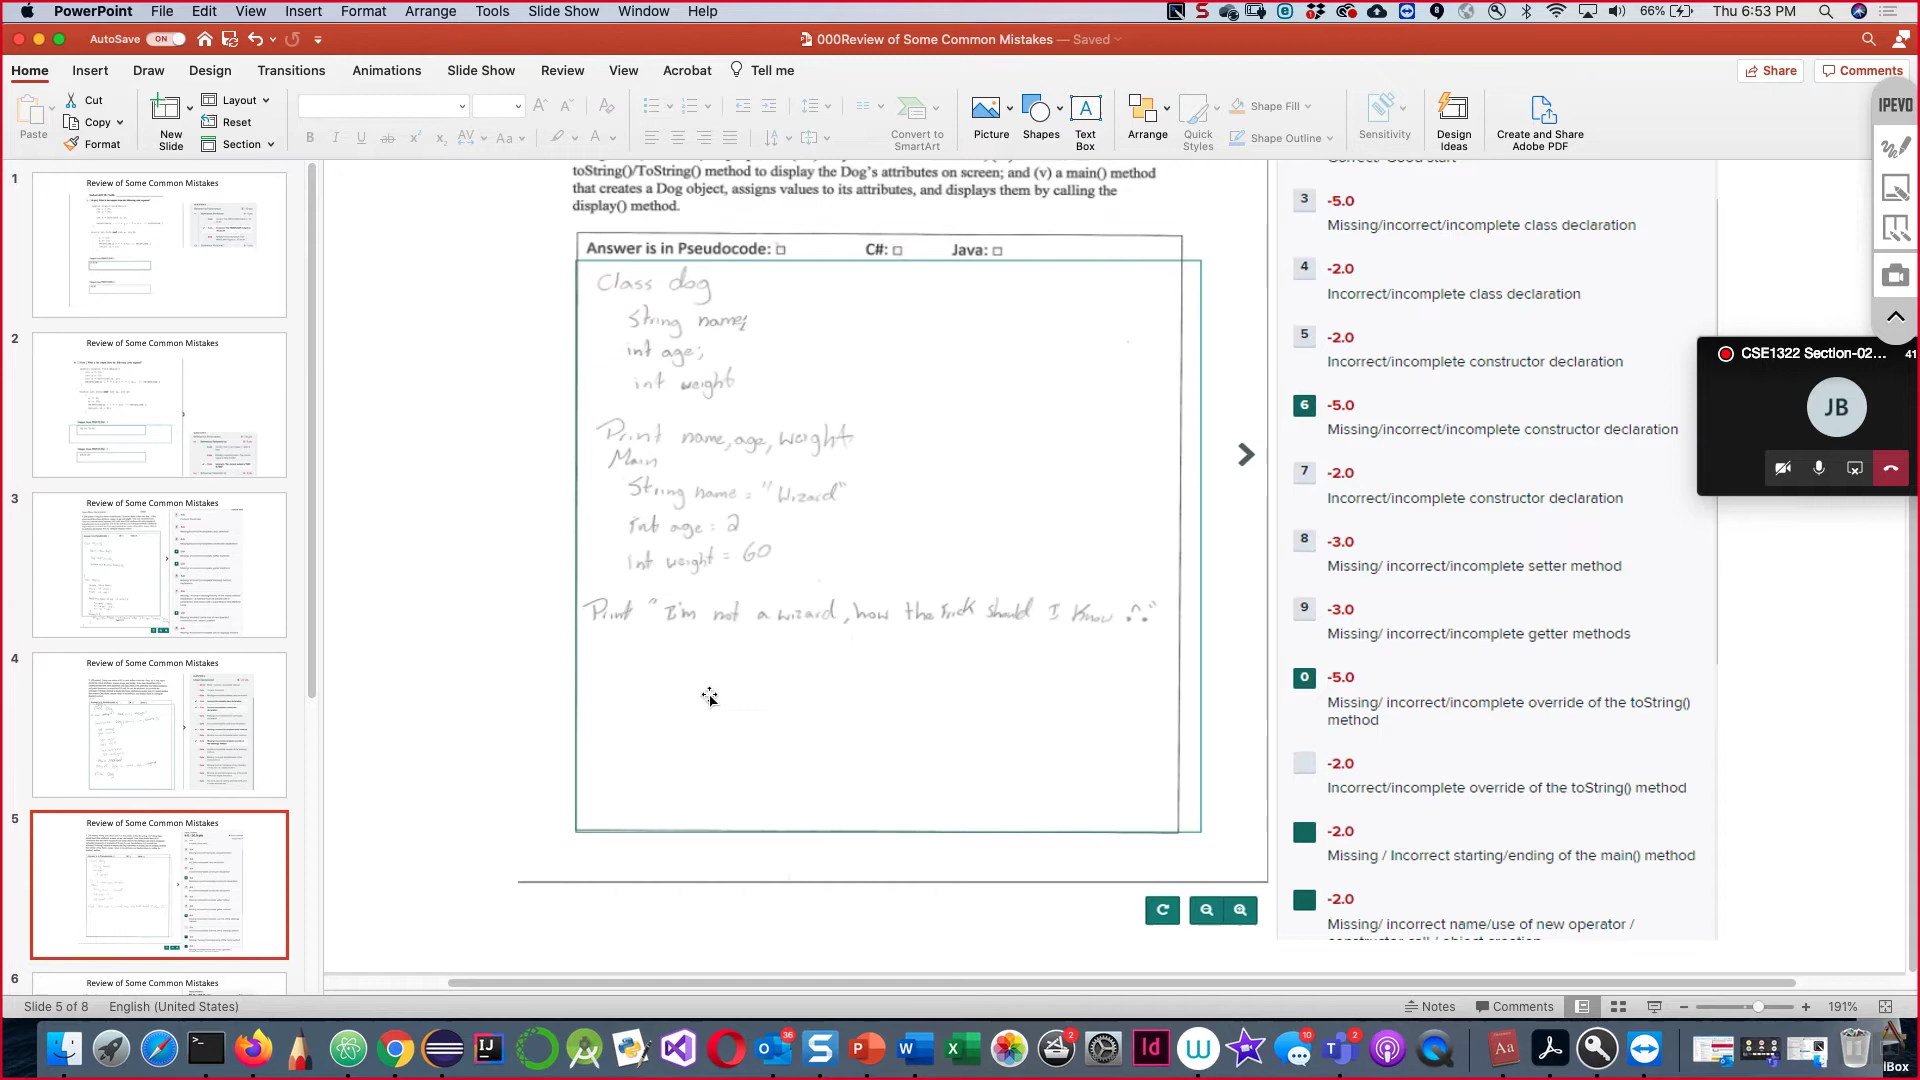 PowerPoint File Edit View Insert Format Arrange Tools Slide Show Window Help
66% Thu 6:53 PM
AutoSave ON
000Review of Some Common Mistakes — Saved
Home Insert Draw Design Transitions Animations Slide Show Review View Acrobat Tell me
Share Comments
Paste
Cut
Copy
Format
New Slide
Layout
Reset
Section
Convert to SmartArt
Picture
Shapes
Text Box
Arrange
Quick Styles
Shape Fill
Shape Outline
Sensitivity
Design Ideas
Create and Share Adobe PDF
IPEVO
1
Review of Some Common Mistakes
2
Review of Some Common Mistakes
3
Review of Some Common Mistakes
4
Review of Some Common Mistakes
5
Review of Some Common Mistakes
6
Review of Some Common Mistakes
toString()/ToString() method to display the Dog's attributes on screen; and (v) a main() method
that creates a Dog object, assigns values to its attributes, and displays them by calling the
display() method.
Answer is in Pseudocode: □ C#: □ Java: □
Class dog
String name;
int age;
int weight
Print name, age, weight
Main
String name = "Wizard"
int age = 2
int weight = 60
Print "I'm not a wizard, how the frick should I know :."
3 -5.0
Missing/incorrect/incomplete class declaration
4 -2.0
Incorrect/incomplete class declaration
5 -2.0
Incorrect/incomplete constructor declaration
6 -5.0
Missing/incorrect/incomplete constructor declaration
7 -2.0
Incorrect/incomplete constructor declaration
8 -3.0
Missing/ incorrect/incomplete setter method
9 -3.0
Missing/ incorrect/incomplete getter methods
0 -5.0
Missing/ incorrect/incomplete override of the toString()
method
-2.0
Incorrect/incomplete override of the toString() method
-2.0
Missing / Incorrect starting/ending of the main() method
-2.0
Missing/ incorrect name/use of new operator /
constructor call / object creation
CSE1322 Section-02... 41
JB
Slide 5 of 8 English (United States)
Notes Comments 191%
IBox